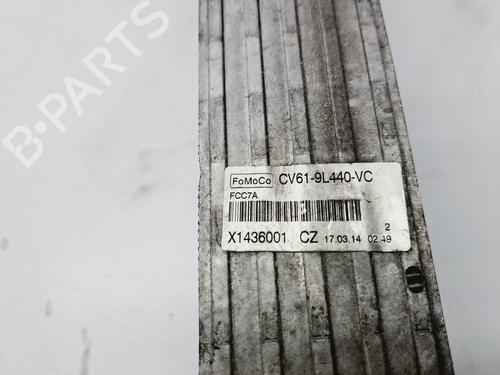 B-PARTS
FoMoCo CV61-9L440-VC
FCC7A
2
X1436001 CZ 17.03.14 02.49